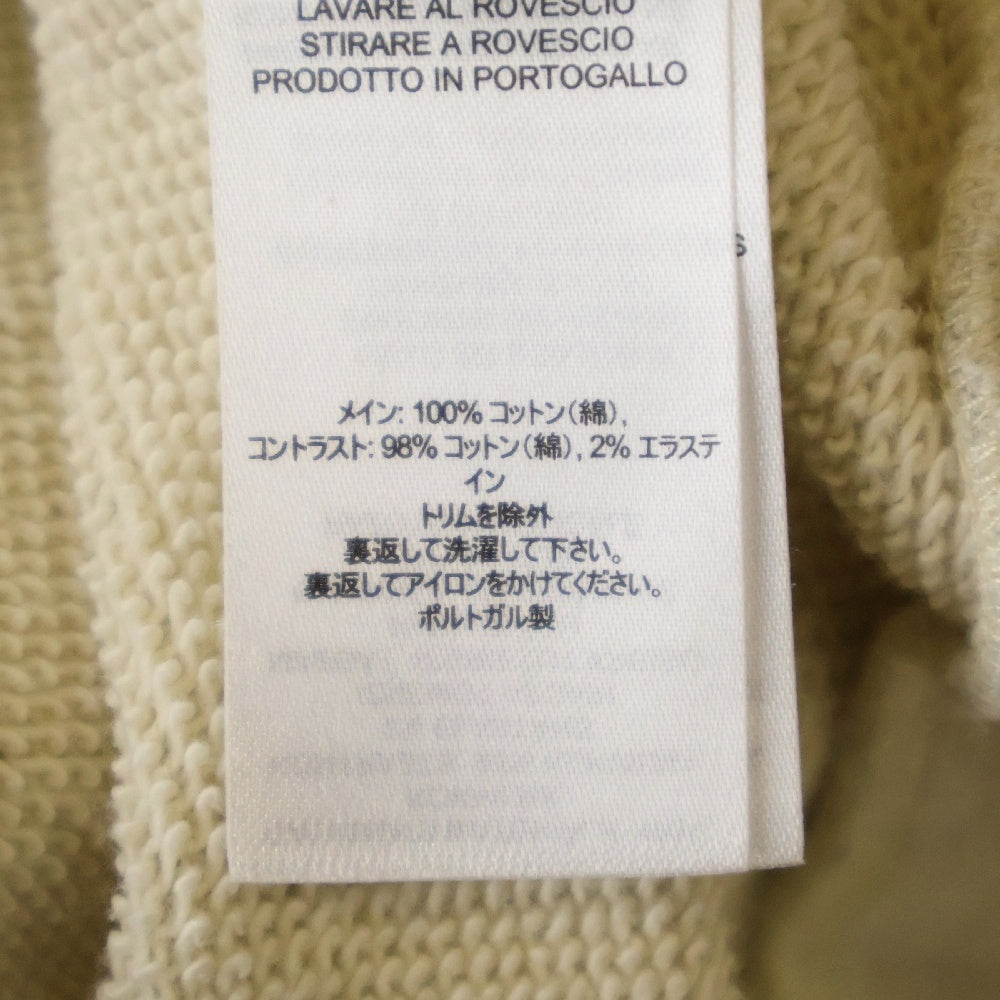 LAVARE AL ROVESCIO
STIRARE A ROVESCIO
PRODOTTO IN PORTOGALLO
S
メイン: 100% コットン（綿）,
コントラスト: 98% コットン（綿）, 2% エラステ
イン
トリムを除外
裏返して洗濯して下さい。
裏返してアイロンをかけてください。
ポルトガル製